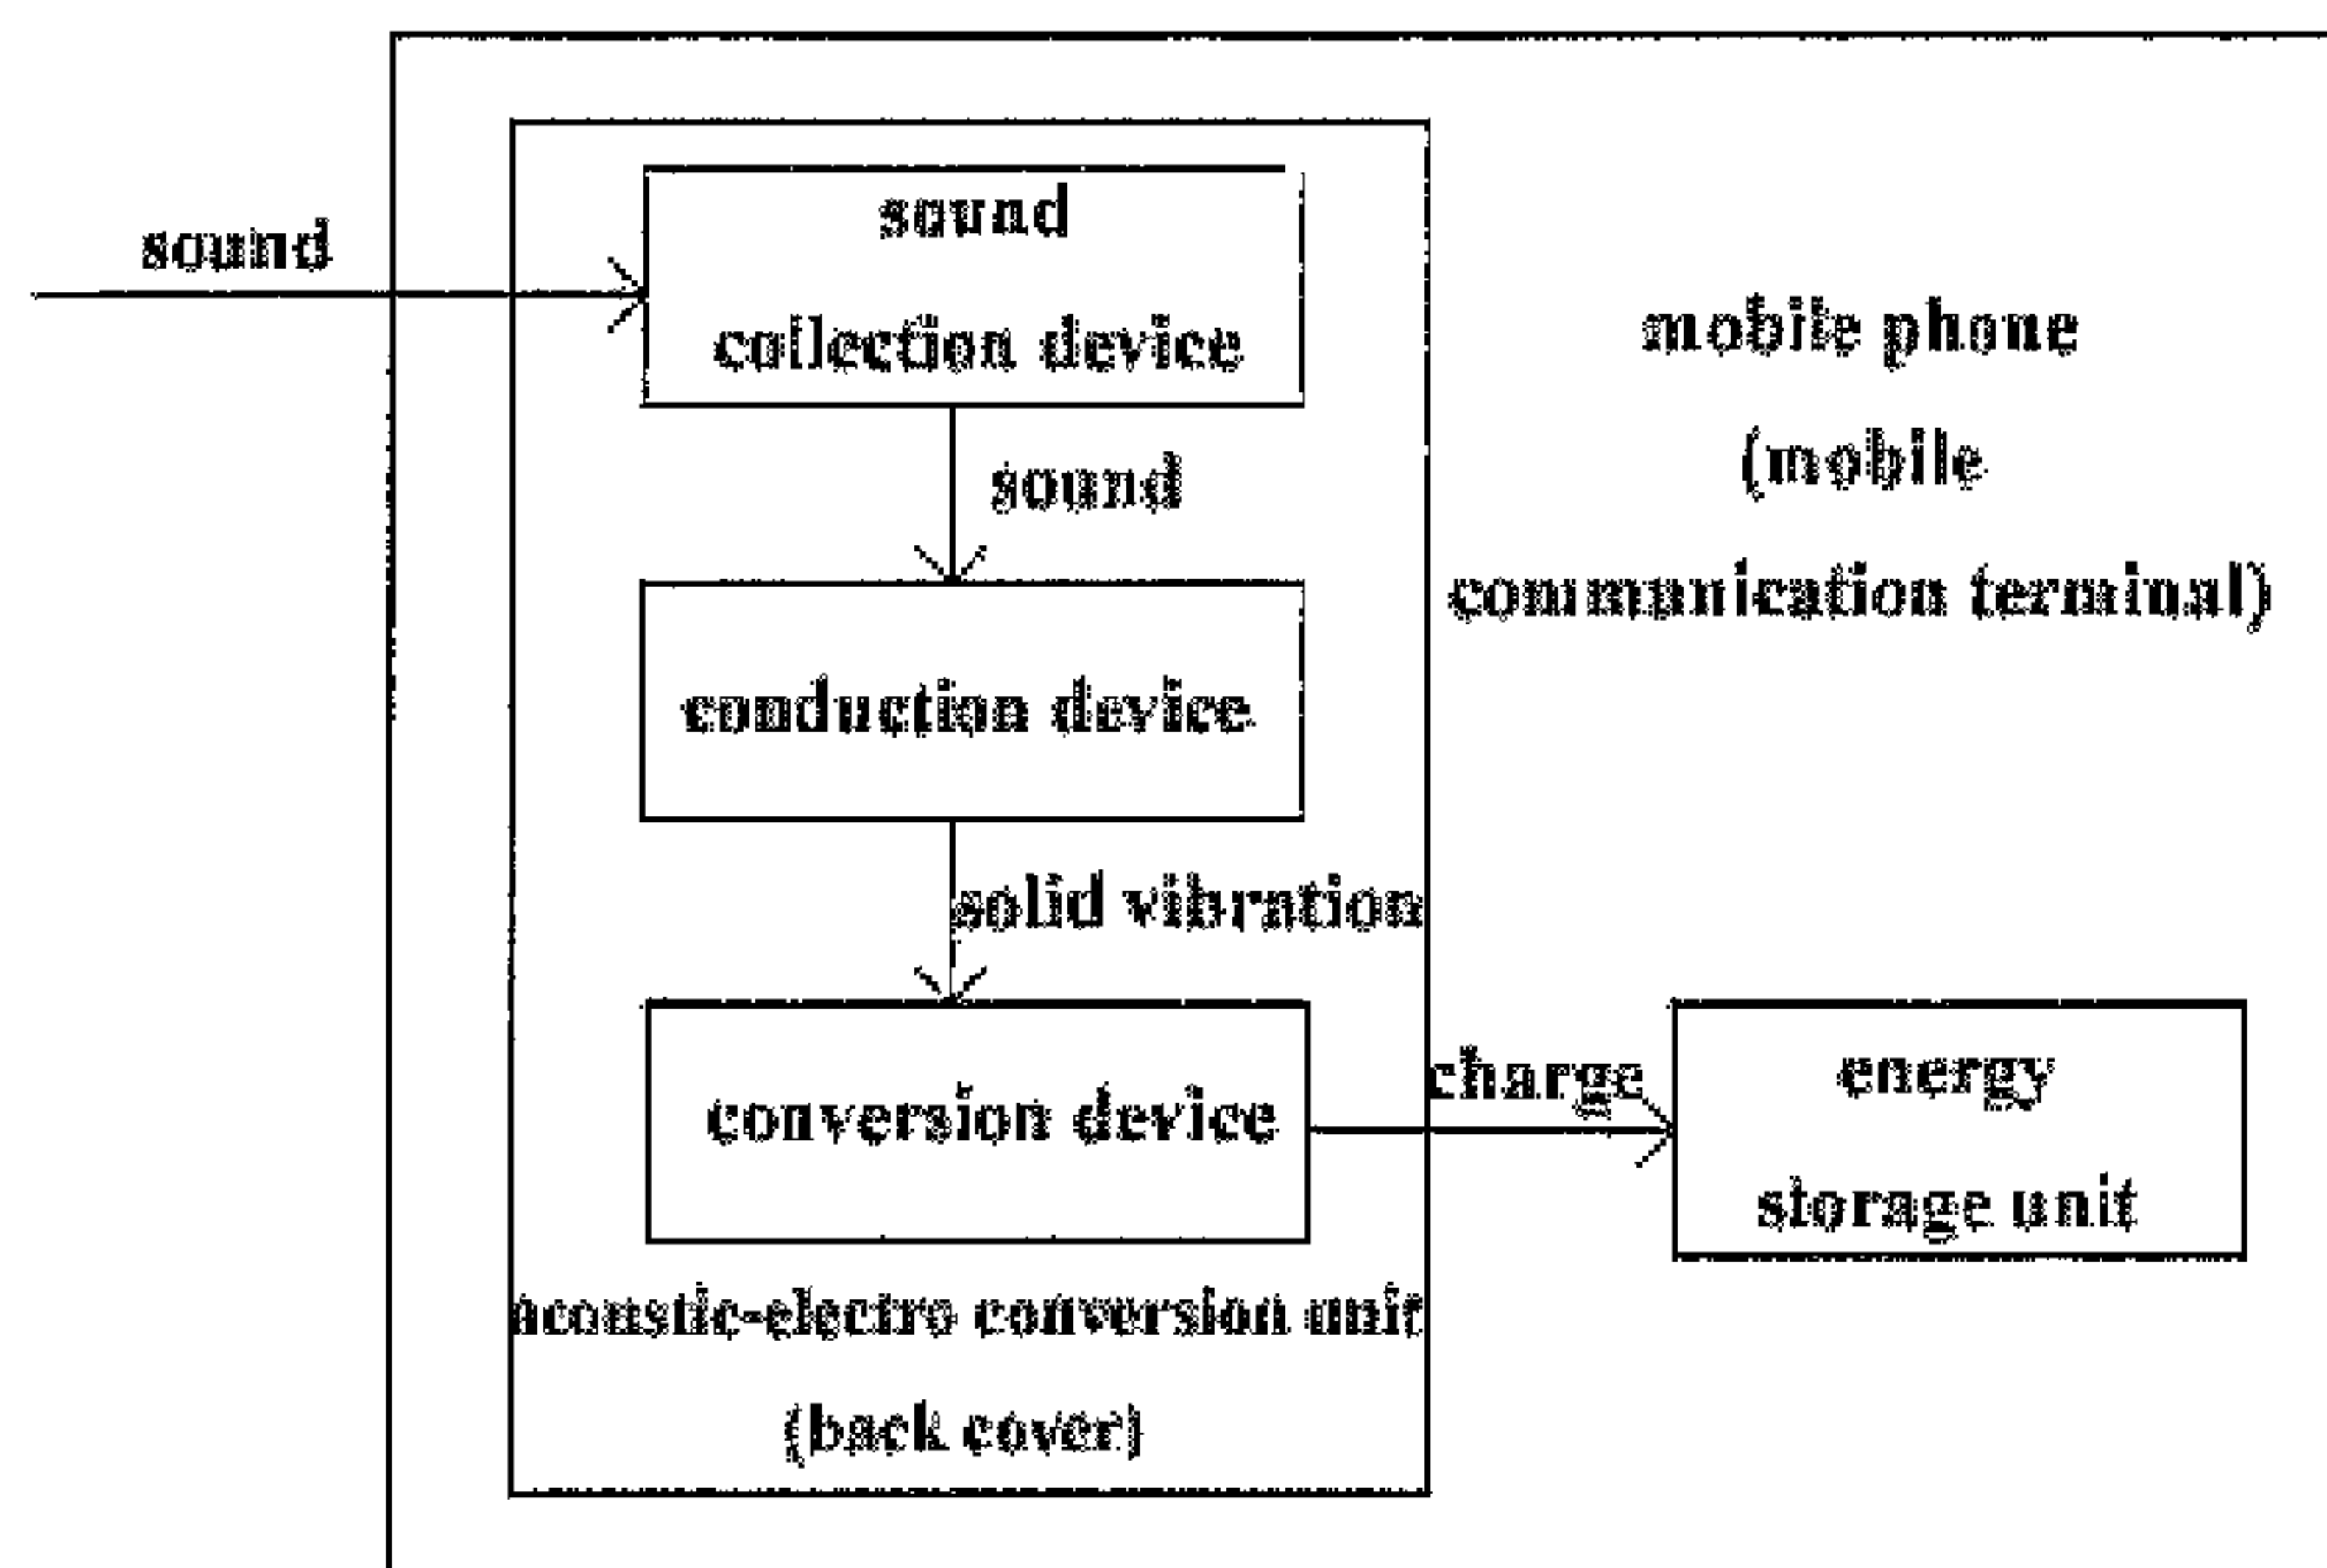 sound
sound
collection device
sound
mobile phone
(mobile
communication terminal)
conduction device
solid vibration
conversion device
charge
energy
storage unit
acoustic-electro conversion unit
(back cover)